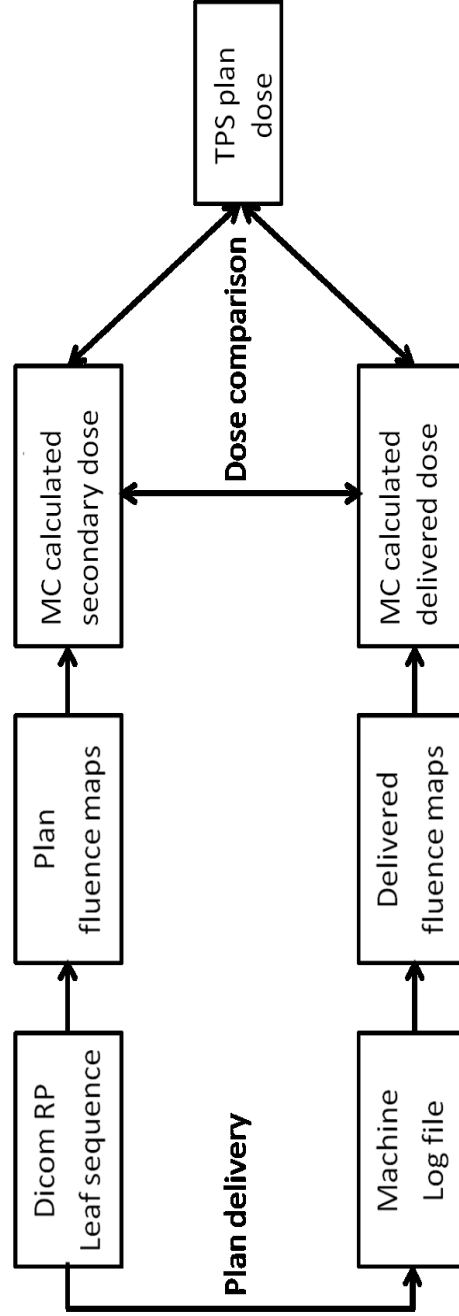 Dicom RP
Leaf sequence
Plan
fluence maps
MC calculated
secondary dose
Plan delivery
Dose comparison
TPS plan
dose
Machine
Log file
Delivered
fluence maps
MC calculated
delivered dose